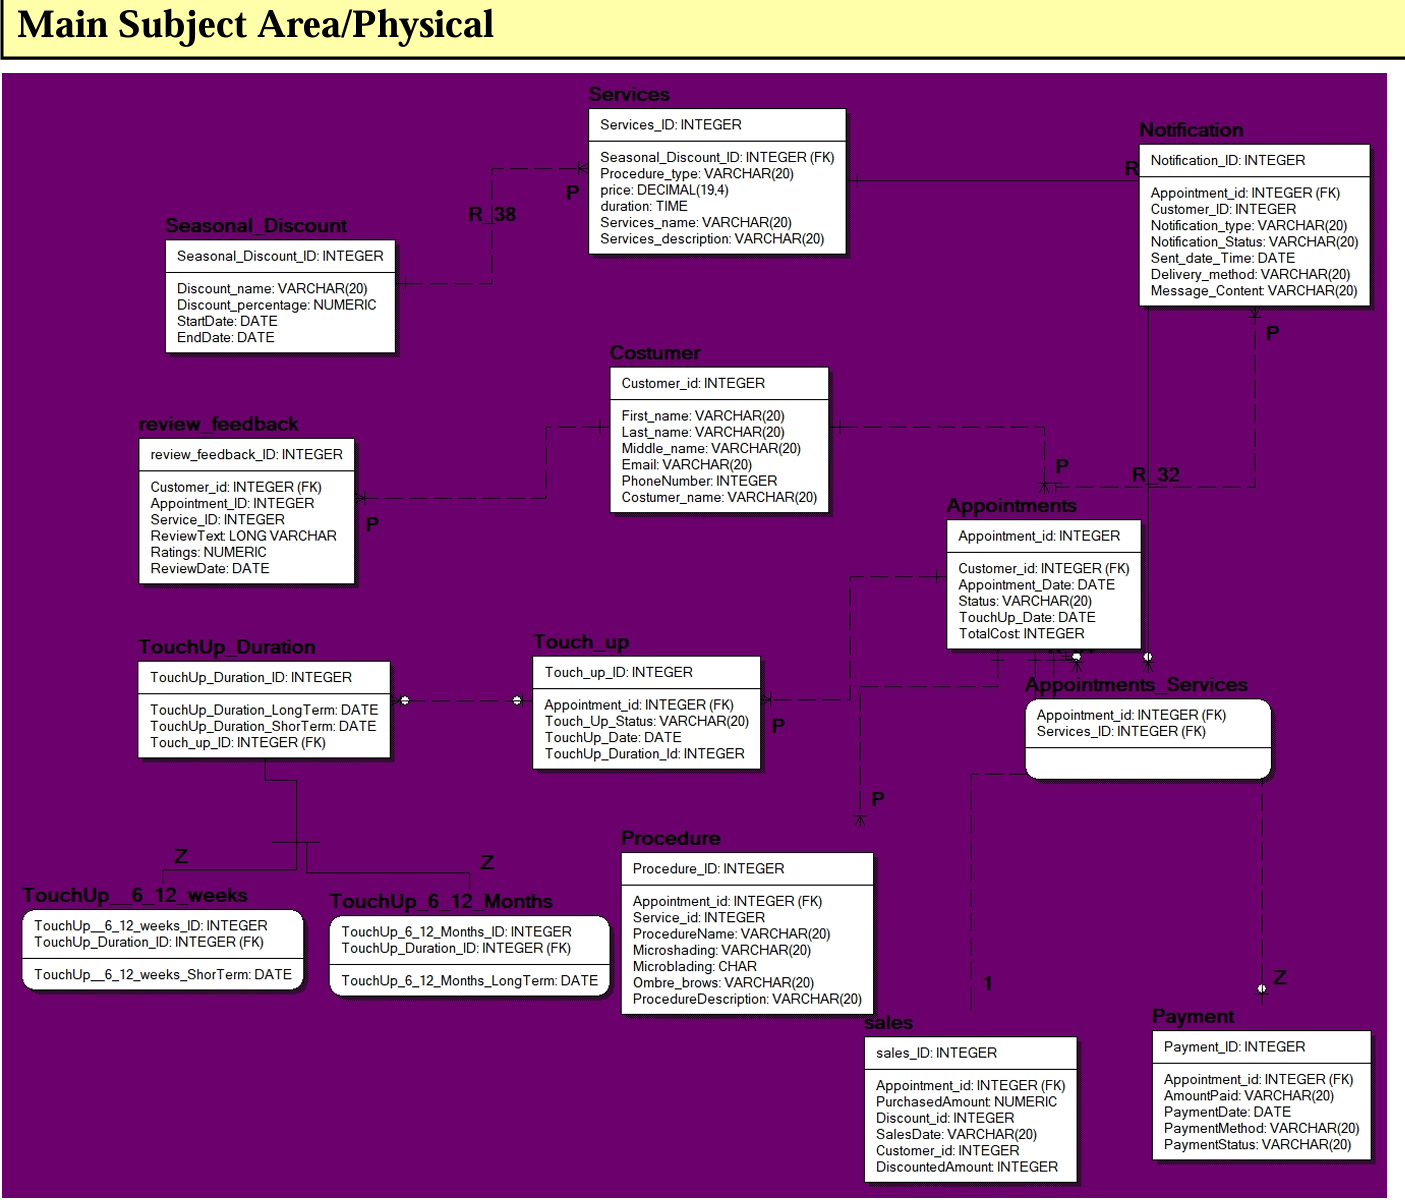 Main Subject Area/Physical
Services
Services_ID: INTEGER
Seasonal_Discount_ID: INTEGER (FK)
Procedure_type: VARCHAR(20)
price: DECIMAL(19,4)
duration: TIME
Services_name: VARCHAR(20)
Services_description: VARCHAR(20)
Notification
Notification_ID: INTEGER
Appointment_id: INTEGER (FK)
Customer_ID: INTEGER
Notification_type: VARCHAR(20)
Notification_Status: VARCHAR(20)
Sent_date_Time: DATE
Delivery_method: VARCHAR(20)
Message_Content: VARCHAR(20)
R
P
R_38
P
Seasonal_Discount
Seasonal_Discount_ID: INTEGER
Discount_name: VARCHAR(20)
Discount_percentage: NUMERIC
StartDate: DATE
EndDate: DATE
Costumer
Customer_id: INTEGER
First_name: VARCHAR(20)
Last_name: VARCHAR(20)
Middle_name: VARCHAR(20)
Email: VARCHAR(20)
PhoneNumber: INTEGER
Costumer_name: VARCHAR(20)
review_feedback
review_feedback_ID: INTEGER
Customer_id: INTEGER (FK)
Appointment_ID: INTEGER
Service_ID: INTEGER
ReviewText: LONG VARCHAR
Ratings: NUMERIC
ReviewDate: DATE
P
P
R_32
Appointments
Appointment_id: INTEGER
Customer_id: INTEGER (FK)
Appointment_Date: DATE
Status: VARCHAR(20)
TouchUp_Date: DATE
TotalCost: INTEGER
TouchUp_Duration
TouchUp_Duration_ID: INTEGER
TouchUp_Duration_LongTerm: DATE
TouchUp_Duration_ShorTerm: DATE
Touch_up_ID: INTEGER (FK)
Touch_up
Touch_up_ID: INTEGER
Appointment_id: INTEGER (FK)
Touch_Up_Status: VARCHAR(20)
TouchUp_Date: DATE
TouchUp_Duration_Id: INTEGER
P
Appointments_Services
Appointment_id: INTEGER (FK)
Services_ID: INTEGER (FK)
P
Z
Z
TouchUp__6_12_weeks
TouchUp__6_12_weeks_ID: INTEGER
TouchUp_Duration_ID: INTEGER (FK)
TouchUp__6_12_weeks_ShorTerm: DATE
TouchUp_6_12_Months
TouchUp_6_12_Months_ID: INTEGER
TouchUp_Duration_ID: INTEGER (FK)
TouchUp_6_12_Months_LongTerm: DATE
Procedure
Procedure_ID: INTEGER
Appointment_id: INTEGER (FK)
Service_id: INTEGER
ProcedureName: VARCHAR(20)
Microshading: VARCHAR(20)
Microblading: CHAR
Ombre_brows: VARCHAR(20)
ProcedureDescription: VARCHAR(20)
1
Z
sales
sales_ID: INTEGER
Appointment_id: INTEGER (FK)
PurchasedAmount: NUMERIC
Discount_id: INTEGER
SalesDate: VARCHAR(20)
Customer_id: INTEGER
DiscountedAmount: INTEGER
Payment
Payment_ID: INTEGER
Appointment_id: INTEGER (FK)
AmountPaid: VARCHAR(20)
PaymentDate: DATE
PaymentMethod: VARCHAR(20)
PaymentStatus: VARCHAR(20)